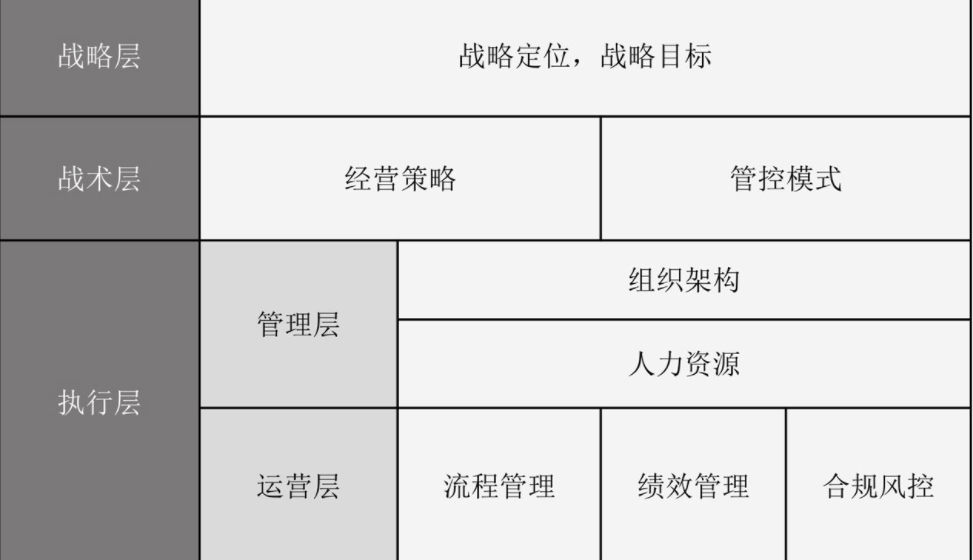 战略层
战略定位，战略目标
战术层
经营策略
管控模式
执行层
管理层
组织架构
人力资源
运营层
流程管理
绩效管理
合规风控